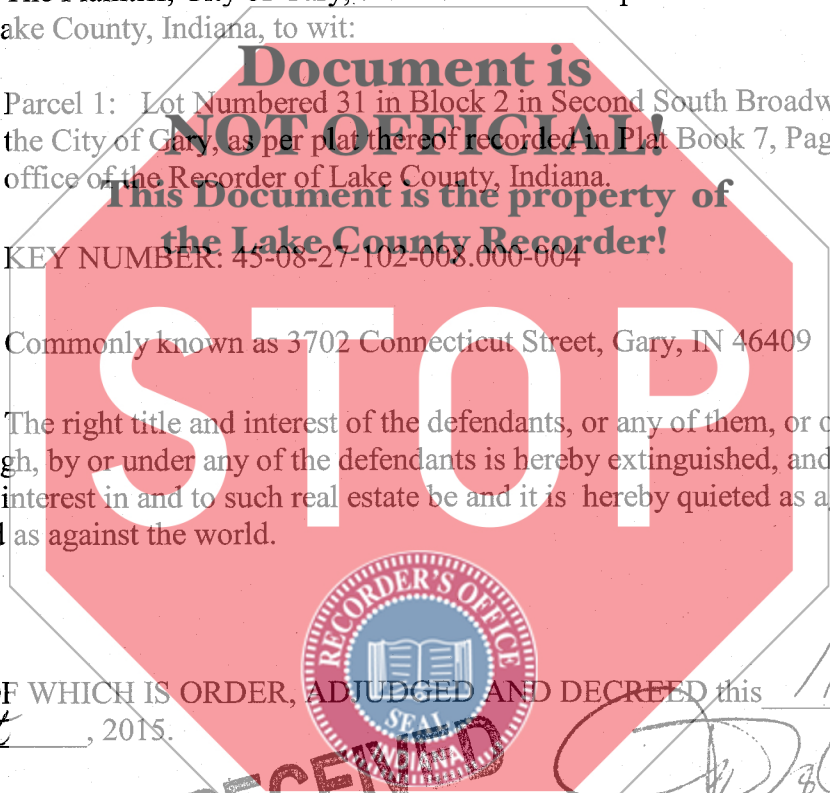 ake County, Indiana, to wit:
Document is
Parcel 1: Lot Numbered 31 in Block 2 in Second South Broadw
NOT OFFICIAL!
the City of Gary, as per plat thereof recorded in Plat Book 7, Pag
office of the Recorder of Lake County, Indiana.
This Document is the property of
the Lake County Recorder!
KEY NUMBER: 45-08-27-102-008.000-004
STOP
Commonly known as 3702 Connecticut Street, Gary, IN 46409
The right title and interest of the defendants, or any of them, or o
gh, by or under any of the defendants is hereby extinguished, and
interest in and to such real estate be and it is hereby quieted as a
as against the world.
RECORDER'S OFFICE
SEAL
INDIANA
F WHICH IS ORDER, ADJUDGED AND DECREED this
, 2015.
RECEIVED